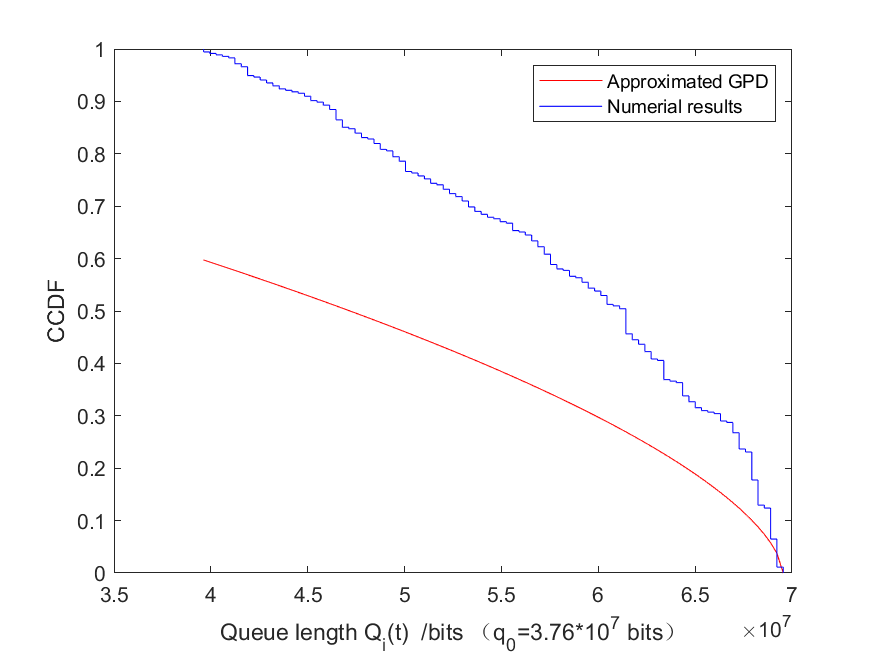 1
0.9
0.8
0.7
0.6
0.5
0.4
0.3
0.2
0.1
0
CCDF
Approximated GPD
Numerial results
3.5 4 4.5 5 5.5 6 6.5 7
×10^7
Queue length Q_i(t) /bits （q_0=3.76*10^7 bits）